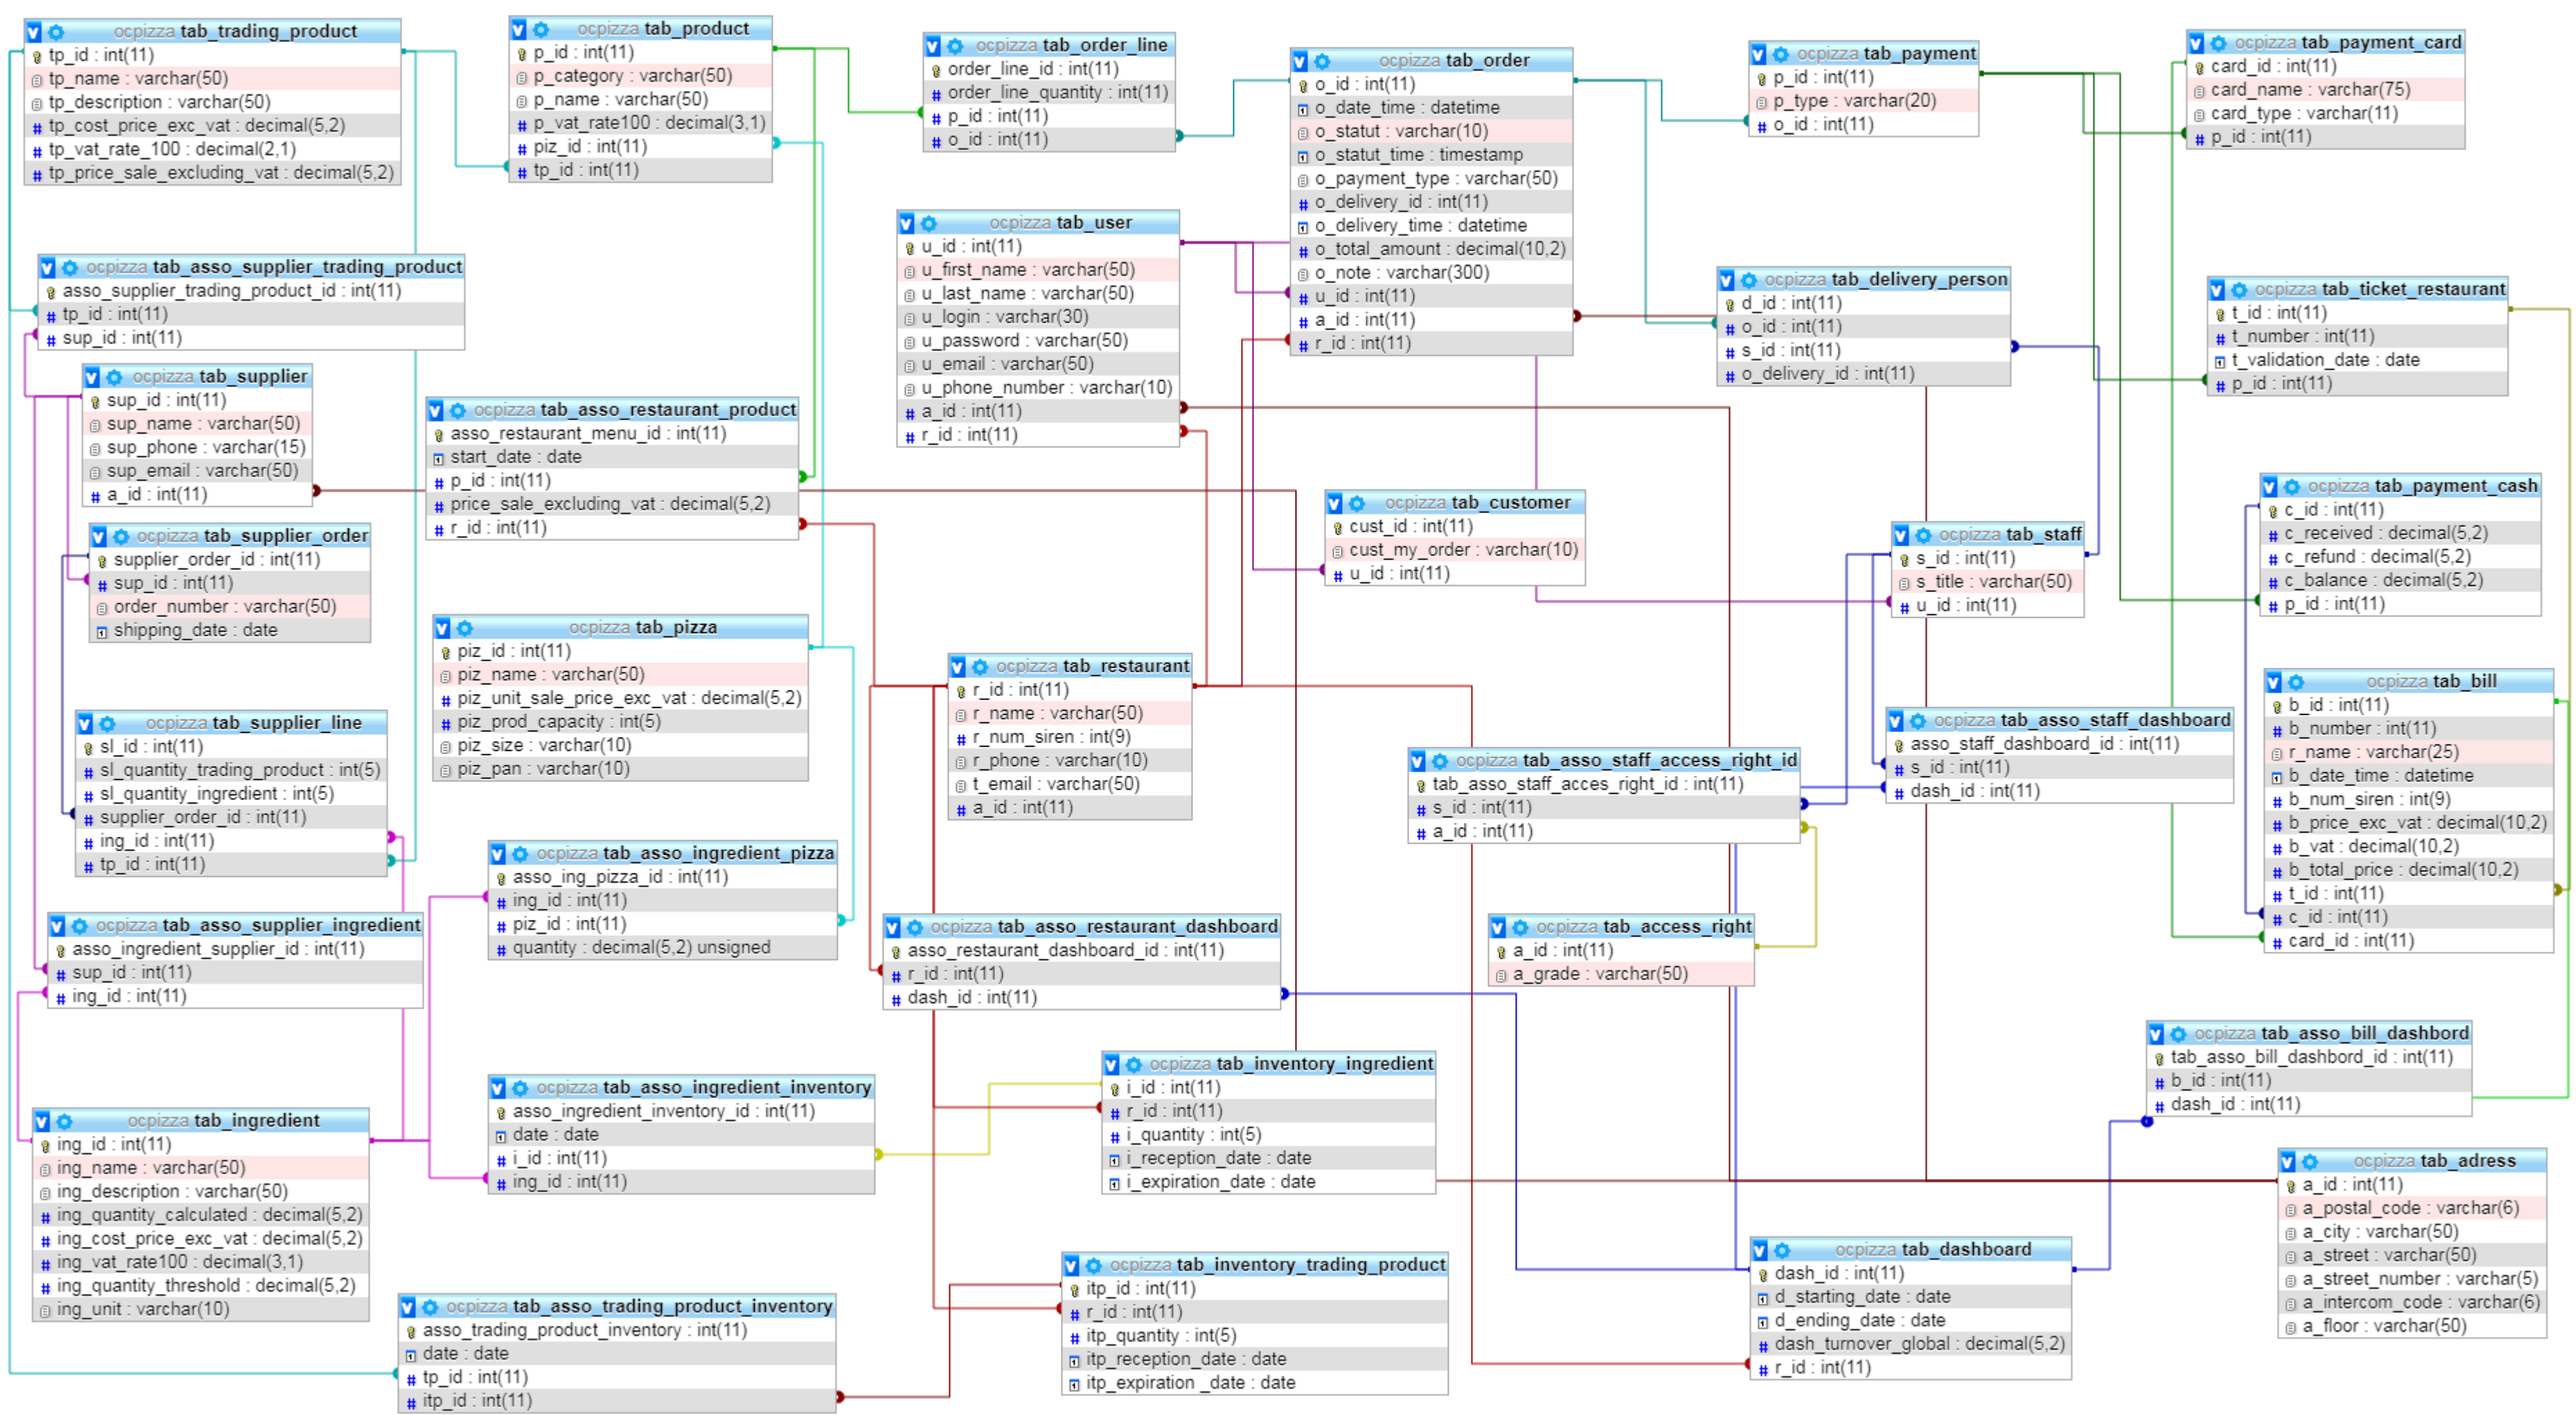 ocpizza tab_trading_product
tp_id : int(11)
tp_name : varchar(50)
tp_description : varchar(50)
tp_cost_price_exc_vat : decimal(5,2)
tp_vat_rate_100 : decimal(2,1)
tp_price_sale_excluding_vat : decimal(5,2)
ocpizza tab_product
p_id : int(11)
p_category : varchar(50)
p_name : varchar(50)
p_vat_rate100 : decimal(3,1)
piz_id : int(11)
tp_id : int(11)
ocpizza tab_order_line
order_line_id : int(11)
order_line_quantity : int(11)
p_id : int(11)
o_id : int(11)
ocpizza tab_order
o_id : int(11)
o_date_time : datetime
o_statut : varchar(10)
o_statut_time : timestamp
o_payment_type : varchar(50)
o_delivery_id : int(11)
o_delivery_time : datetime
o_total_amount : decimal(10,2)
o_note : varchar(300)
u_id : int(11)
a_id : int(11)
r_id : int(11)
ocpizza tab_payment
p_id : int(11)
p_type : varchar(20)
o_id : int(11)
ocpizza tab_payment_card
card_id : int(11)
card_name : varchar(75)
card_type : varchar(11)
p_id : int(11)
ocpizza tab_user
u_id : int(11)
u_first_name : varchar(50)
u_last_name : varchar(50)
u_login : varchar(30)
u_password : varchar(50)
u_email : varchar(50)
u_phone_number : varchar(10)
a_id : int(11)
r_id : int(11)
ocpizza tab_asso_supplier_trading_product
asso_supplier_trading_product_id : int(11)
tp_id : int(11)
sup_id : int(11)
ocpizza tab_delivery_person
d_id : int(11)
o_id : int(11)
s_id : int(11)
o_delivery_id : int(11)
ocpizza tab_ticket_restaurant
t_id : int(11)
t_number : int(11)
t_validation_date : date
p_id : int(11)
ocpizza tab_supplier
sup_id : int(11)
sup_name : varchar(50)
sup_phone : varchar(15)
sup_email : varchar(50)
a_id : int(11)
ocpizza tab_asso_restaurant_product
asso_restaurant_menu_id : int(11)
start_date : date
p_id : int(11)
price_sale_excluding_vat : decimal(5,2)
r_id : int(11)
ocpizza tab_customer
cust_id : int(11)
cust_my_order : varchar(10)
u_id : int(11)
ocpizza tab_staff
s_id : int(11)
s_title : varchar(50)
u_id : int(11)
ocpizza tab_payment_cash
c_id : int(11)
c_received : decimal(5,2)
c_refund : decimal(5,2)
c_balance : decimal(5,2)
p_id : int(11)
ocpizza tab_supplier_order
supplier_order_id : int(11)
sup_id : int(11)
order_number : varchar(50)
shipping_date : date
ocpizza tab_pizza
piz_id : int(11)
piz_name : varchar(50)
piz_unit_sale_price_exc_vat : decimal(5,2)
piz_prod_capacity : int(5)
piz_size : varchar(10)
piz_pan : varchar(10)
ocpizza tab_restaurant
r_id : int(11)
r_name : varchar(50)
r_num_siren : int(9)
r_phone : varchar(10)
t_email : varchar(50)
a_id : int(11)
ocpizza tab_bill
b_id : int(11)
b_number : int(11)
r_name : varchar(25)
b_date_time : datetime
b_num_siren : int(9)
b_price_exc_vat : decimal(10,2)
b_vat : decimal(10,2)
b_total_price : decimal(10,2)
t_id : int(11)
c_id : int(11)
card_id : int(11)
ocpizza tab_supplier_line
sl_id : int(11)
sl_quantity_trading_product : int(5)
sl_quantity_ingredient : int(5)
supplier_order_id : int(11)
ing_id : int(11)
tp_id : int(11)
ocpizza tab_asso_staff_access_right_id
tab_asso_staff_acces_right_id : int(11)
s_id : int(11)
a_id : int(11)
ocpizza tab_asso_staff_dashboard
asso_staff_dashboard_id : int(11)
s_id : int(11)
dash_id : int(11)
ocpizza tab_asso_ingredient_pizza
asso_ing_pizza_id : int(11)
ing_id : int(11)
piz_id : int(11)
quantity : decimal(5,2) unsigned
ocpizza tab_asso_supplier_ingredient
asso_ingredient_supplier_id : int(11)
sup_id : int(11)
ing_id : int(11)
ocpizza tab_asso_restaurant_dashboard
asso_restaurant_dashboard_id : int(11)
r_id : int(11)
dash_id : int(11)
ocpizza tab_access_right
a_id : int(11)
a_grade : varchar(50)
ocpizza tab_asso_bill_dashbord
tab_asso_bill_dashbord_id : int(11)
b_id : int(11)
dash_id : int(11)
ocpizza tab_ingredient
ing_id : int(11)
ing_name : varchar(50)
ing_description : varchar(50)
ing_quantity_calculated : decimal(5,2)
ing_cost_price_exc_vat : decimal(5,2)
ing_vat_rate100 : decimal(3,1)
ing_quantity_threshold : decimal(5,2)
ing_unit : varchar(10)
ocpizza tab_asso_ingredient_inventory
asso_ingredient_inventory_id : int(11)
date : date
i_id : int(11)
ing_id : int(11)
ocpizza tab_inventory_ingredient
i_id : int(11)
r_id : int(11)
i_quantity : int(5)
i_reception_date : date
i_expiration_date : date
ocpizza tab_adress
a_id : int(11)
a_postal_code : varchar(6)
a_city : varchar(50)
a_street : varchar(50)
a_street_number : varchar(5)
a_intercom_code : varchar(6)
a_floor : varchar(50)
ocpizza tab_asso_trading_product_inventory
asso_trading_product_inventory : int(11)
date : date
tp_id : int(11)
itp_id : int(11)
ocpizza tab_inventory_trading_product
itp_id : int(11)
r_id : int(11)
itp_quantity : int(5)
itp_reception_date : date
itp_expiration _date : date
ocpizza tab_dashboard
dash_id : int(11)
d_starting_date : date
d_ending_date : date
dash_turnover_global : decimal(5,2)
r_id : int(11)